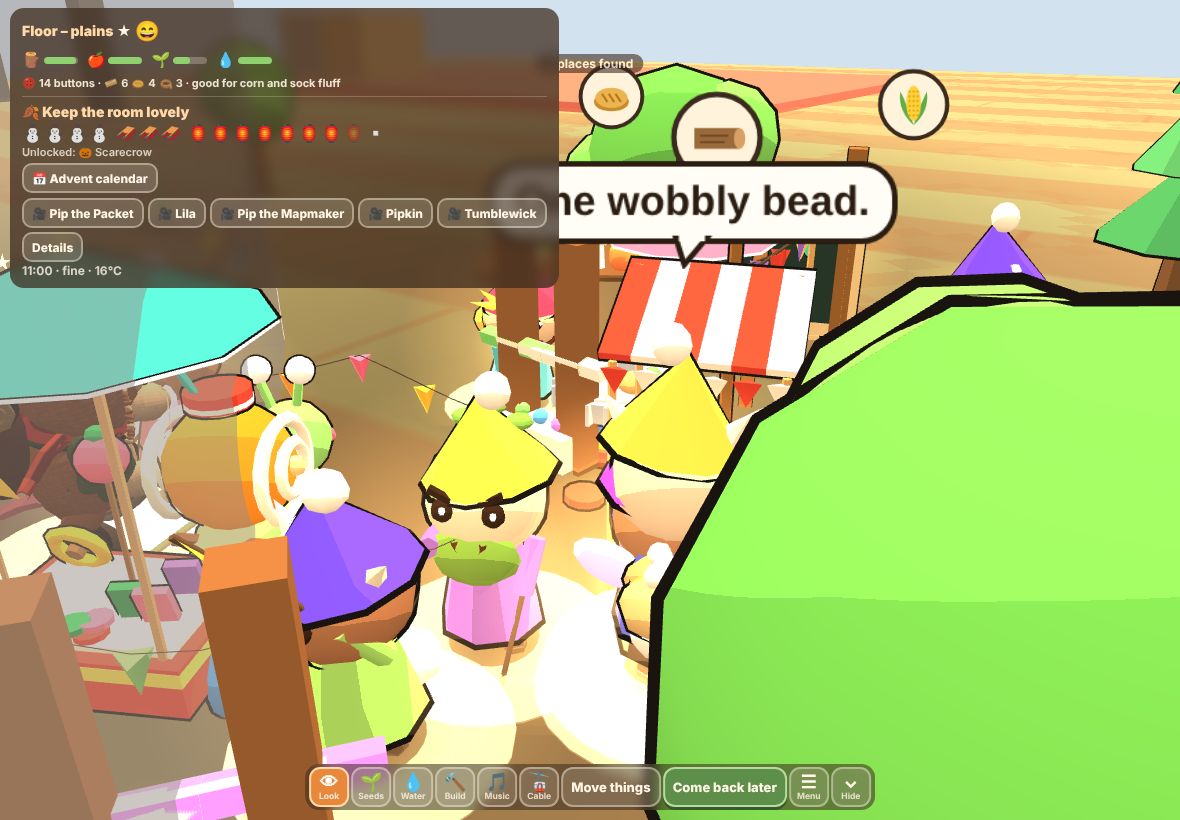 Floor – plains ★
14 buttons · 6 4 3 · good for corn and sock fluff
places found
Keep the room lovely
Unlocked: Scarecrow
Advent calendar
Pip the Packet
Lila
Pip the Mapmaker
Pipkin
Tumblewick
Details
11:00 · fine · 16°C
wobbly bead.
Look
Seeds
Water
Build
Music
Cable
Move things
Come back later
Menu
Hide